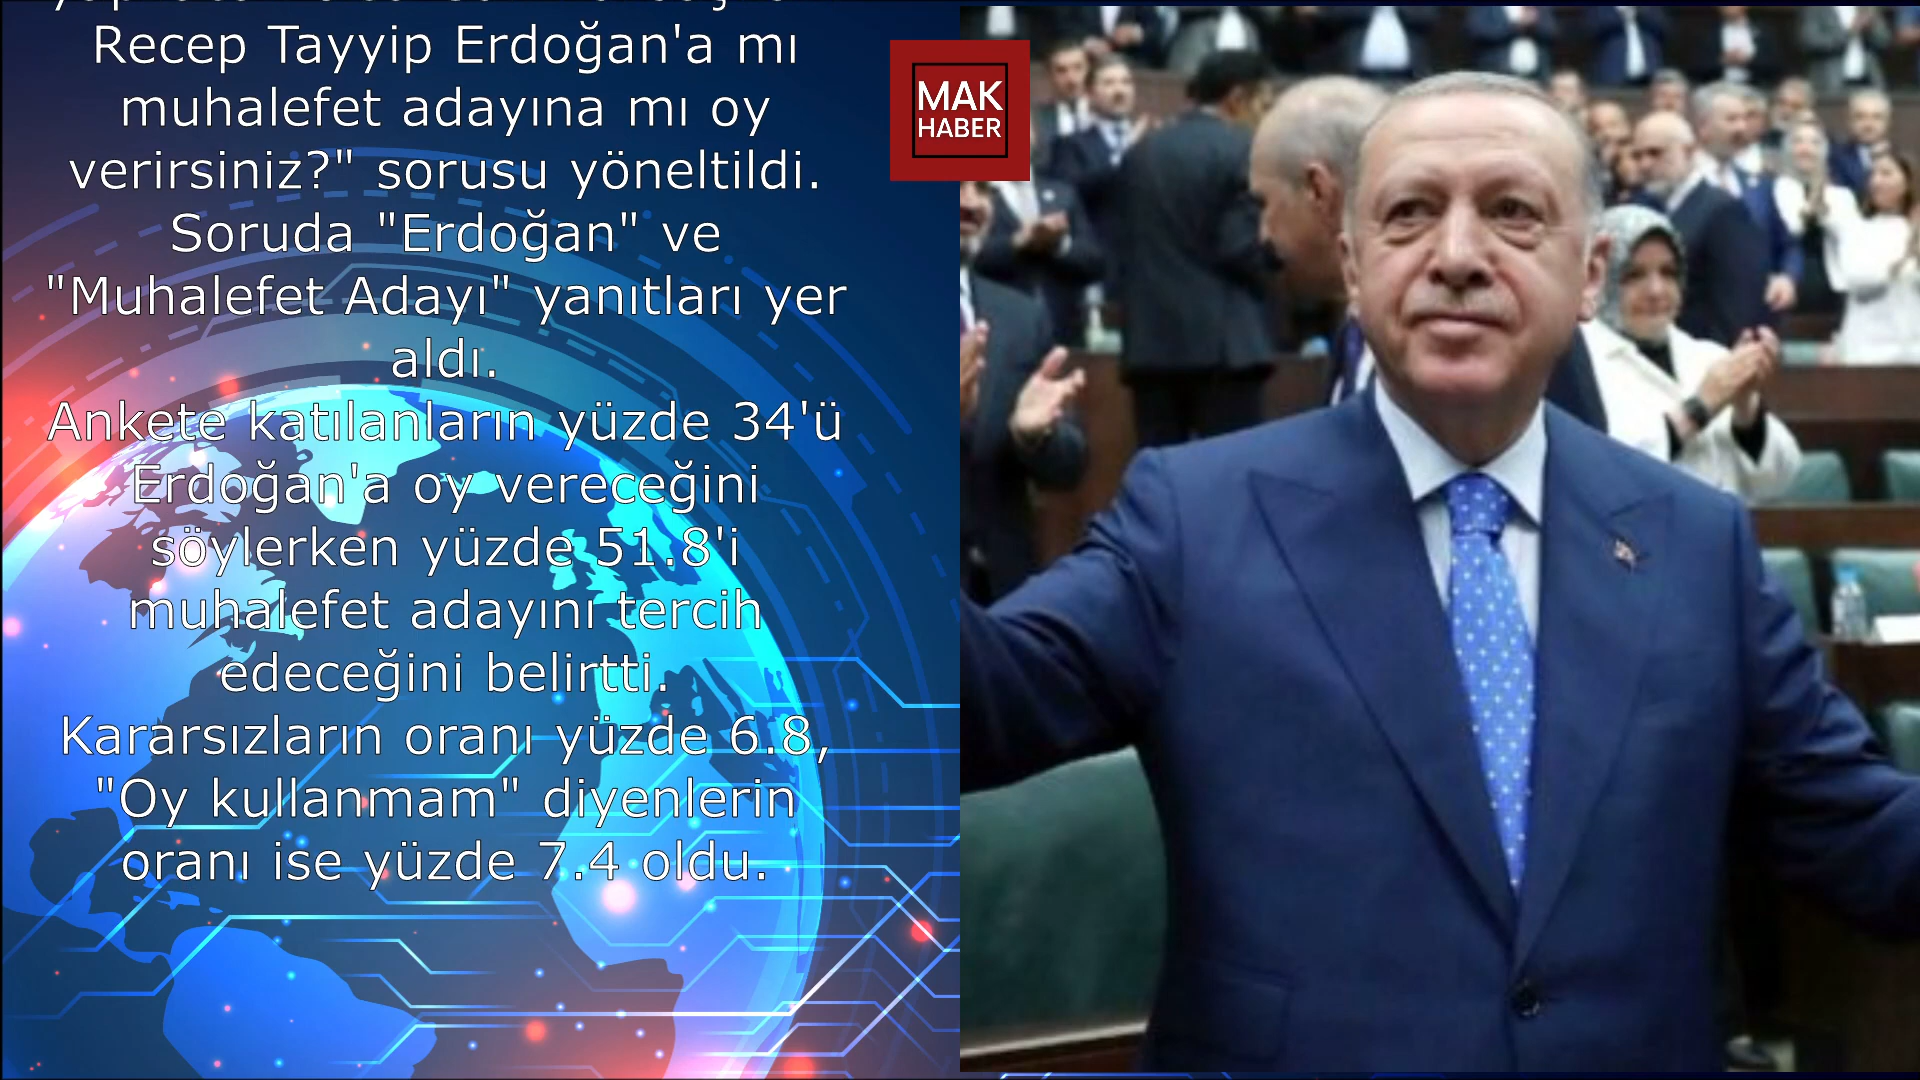 Recep Tayyip Erdoğan'a mı
muhalefet adayına mı oy
verirsiniz?" sorusu yöneltildi.
Soruda "Erdoğan" ve
"Muhalefet Adayı" yanıtları yer
aldı.
Ankete katılanların yüzde 34'ü
Erdoğan'a oy vereceğini
söylerken yüzde 51.8'i
muhalefet adayını tercih
edeceğini belirtti.
Kararsızların oranı yüzde 6.8,
"Oy kullanmam" diyenlerin
oranı ise yüzde 7.4 oldu.
MAK
HABER